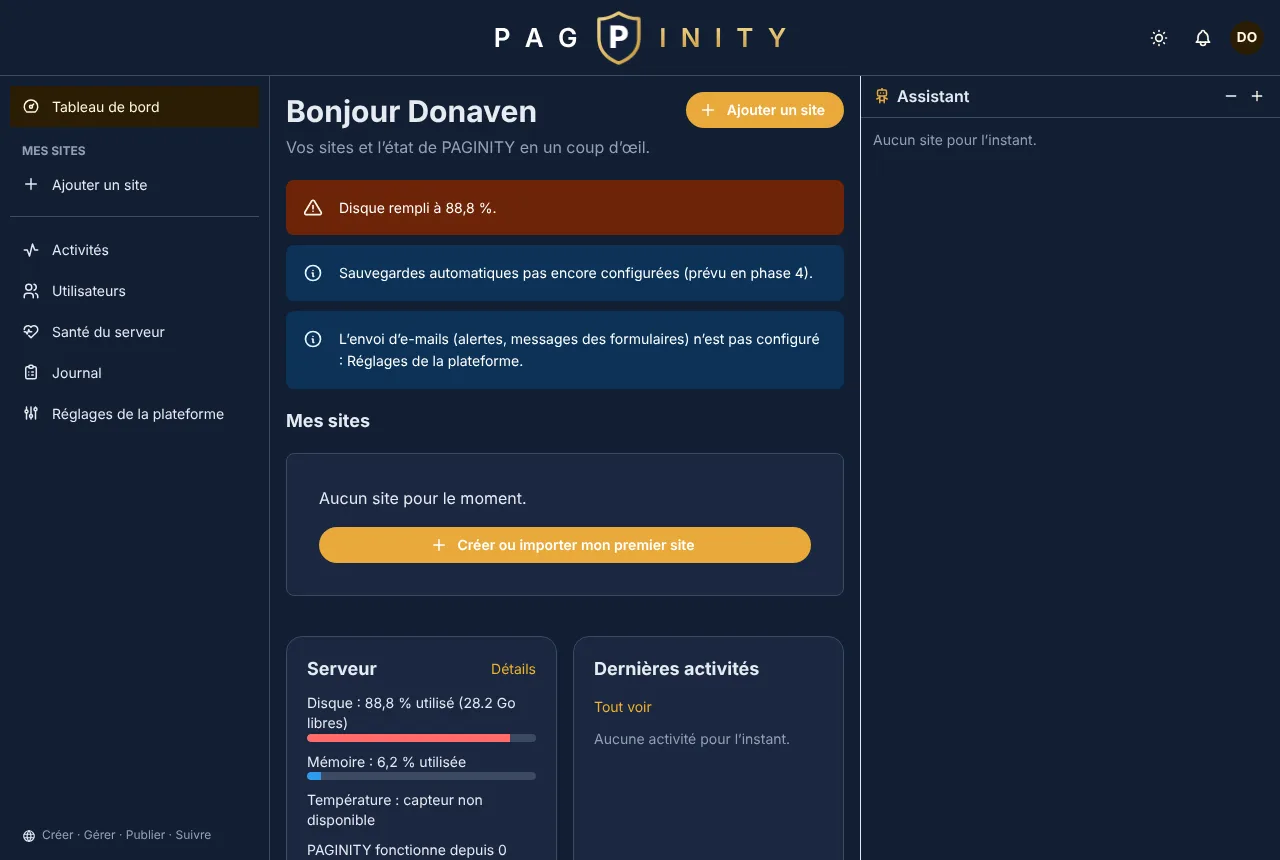 PAGPINITY
DO
Tableau de bord
MES SITES
Ajouter un site
Activités
Utilisateurs
Santé du serveur
Journal
Réglages de la plateforme
Créer · Gérer · Publier · Suivre
Bonjour Donaven
Ajouter un site
Vos sites et l’état de PAGINITY en un coup d’œil.
Disque rempli à 88,8 %.
Sauvegardes automatiques pas encore configurées (prévu en phase 4).
L’envoi d’e-mails (alertes, messages des formulaires) n’est pas configuré
: Réglages de la plateforme.
Mes sites
Aucun site pour le moment.
Créer ou importer mon premier site
Serveur
Détails
Disque : 88,8 % utilisé (28.2 Go
libres)
Mémoire : 6,2 % utilisée
Température : capteur non
disponible
PAGINITY fonctionne depuis 0
Dernières activités
Tout voir
Aucune activité pour l’instant.
Assistant
Aucun site pour l’instant.